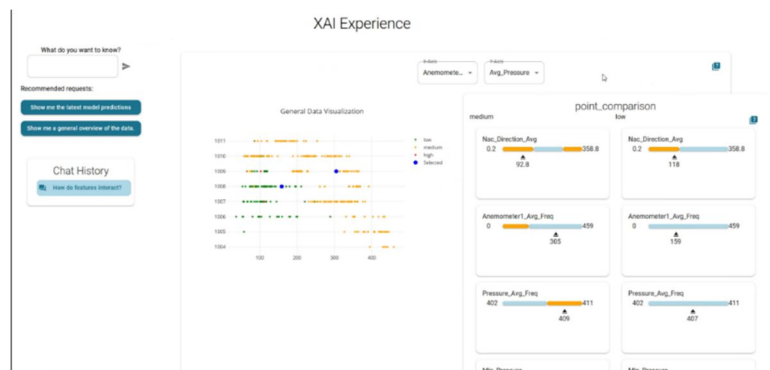 XAI Experience
What do you want to know?
Recommended requests:
Show me the latest model predictions
Show me a general overview of the data.
Chat History
How do features interact?
X-Axis
Anemomete...
Y-Axis
Avg_Pressure
General Data Visualization
low
medium
high
Selected
1011
1010
1009
1008
1007
1006
1005
1004
100
200
300
400
point_comparison
medium
low
Nac_Direction_Avg
0.2
358.8
92.8
Nac_Direction_Avg
0.2
358.8
118
Anemometer1_Avg_Freq
0
459
305
Anemometer1_Avg_Freq
0
459
159
Pressure_Avg_Freq
402
411
409
Pressure_Avg_Freq
402
411
407